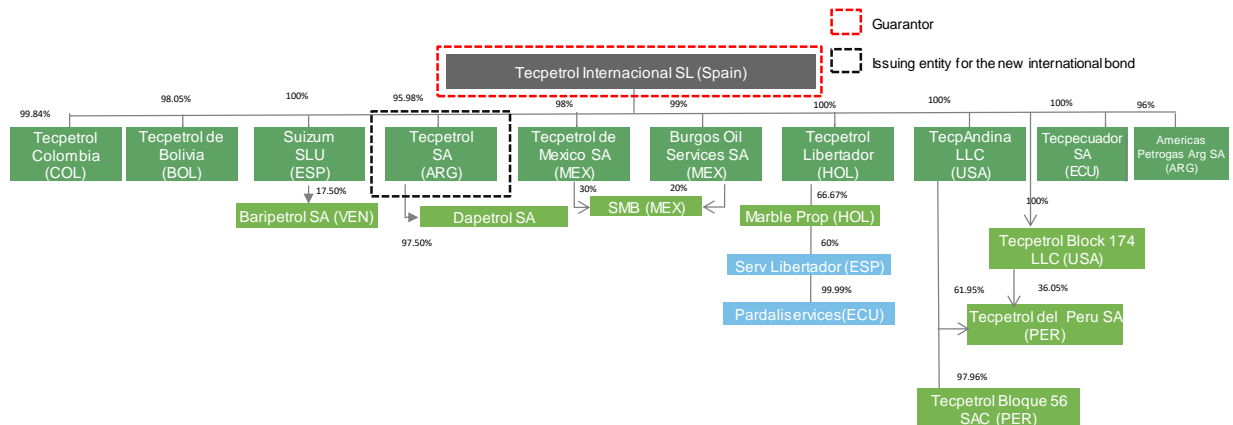 Guarantor
Issuing entity for the new international bond
Tecpetrol Internacional SL (Spain)
99.84%
98.05%
100%
95.98%
98%
99%
100%
100%
100%
96%
Tecpetrol
Colombia
(COL)
Tecpetrol de
Bolivia
(BOL)
Suizum
SLU
(ESP)
Tecpetrol
SA
(ARG)
Tecpetrol de
Mexico SA
(MEX)
Burgos Oil
Services SA
(MEX)
Tecpetrol
Libertador
(HOL)
TecpAndina
LLC
(USA)
Tecpecuador
SA
(ECU)
Americas
Petrogas Arg SA
(ARG)
17.50%
30%
20%
66.67%
100%
Baripetrol SA (VEN)
Dapetrol SA
97.50%
SMB (MEX)
Marble Prop (HOL)
60%
Serv Libertador (ESP)
99.99%
Pardaliservices(ECU)
Tecpetrol Block 174
LLC (USA)
61.95%
36.05%
Tecpetrol del Peru SA
(PER)
97.96%
Tecpetrol Bloque 56
SAC (PER)